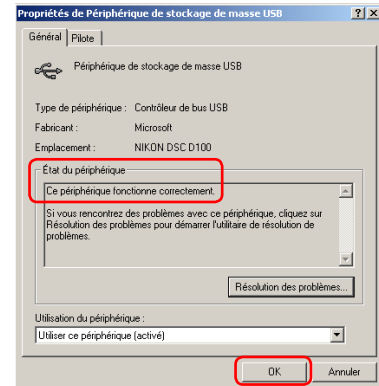 Propriétés de Périphérique de stockage de masse USB
Général
Pilote
Périphérique de stockage de masse USB
Type de périphérique : Contrôleur de bus USB
Fabricant : Microsoft
Emplacement : NIKON DSC D100
État du périphérique
Ce périphérique fonctionne correctement.
Si vous rencontrez des problèmes avec ce périphérique, cliquez sur
Résolution des problèmes pour démarrer l'utilitaire de résolution de
problèmes.
Résolution des problèmes...
Utilisation du périphérique :
Utiliser ce périphérique (activé)
OK
Annuler